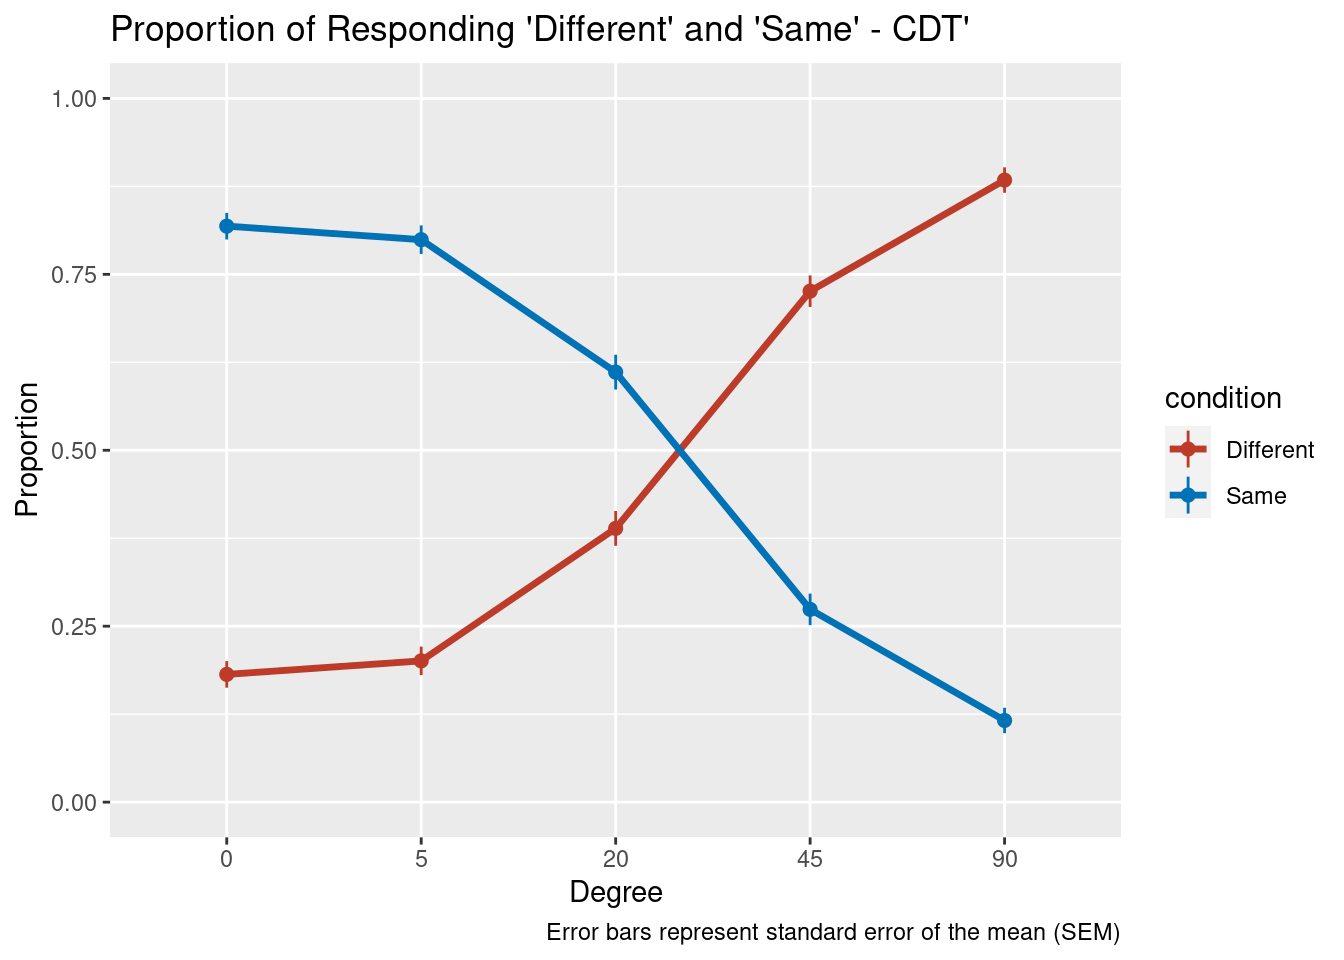 Proportion of Responding 'Different' and 'Same' - CDT'
1.00
0.75
0.50
0.25
0.00
Proportion
0 5 20 45 90
Degree
Error bars represent standard error of the mean (SEM)
condition
Different
Same